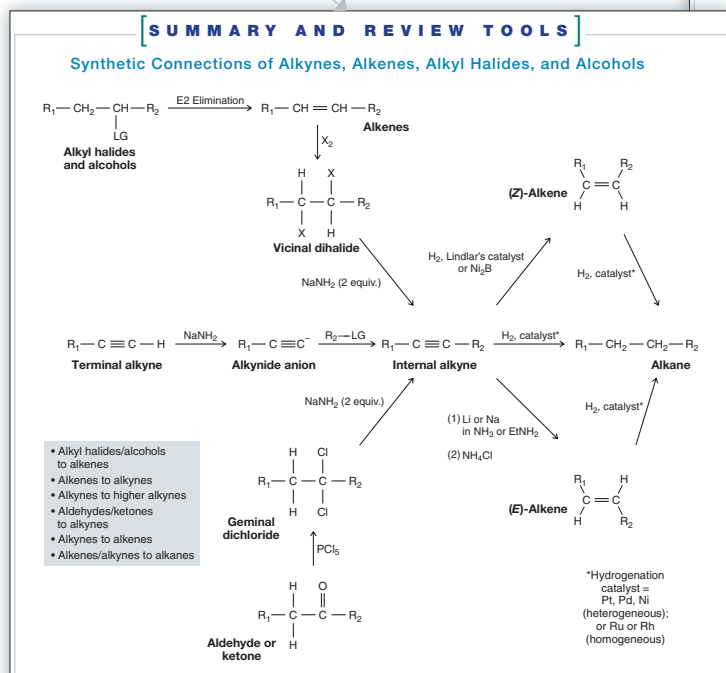 [SUMMARY AND REVIEW TOOLS]
Synthetic Connections of Alkynes, Alkenes, Alkyl Halides, and Alcohols
R₁—CH₂—CH—R₂
LG
Alkyl halides
and alcohols
E2 Elimination
R₁—CH=CH—R₂
Alkenes
X₂
H X
R₁—C—C—R₂
X H
Vicinal dihalide
NaNH₂ (2 equiv.)
(Z)-Alkene
R₁ R₂
C=C
H H
H₂, Lindlar's catalyst
or Ni₂B
H₂, catalyst*
R₁—C≡C—H
Terminal alkyne
NaNH₂
R₁—C≡C⁻
Alkynide anion
R₂—LG
R₁—C≡C—R₂
Internal alkyne
H₂, catalyst*
R₁—CH₂—CH₂—R₂
Alkane
NaNH₂ (2 equiv.)
(1) Li or Na
in NH₃ or EtNH₂
(2) NH₄Cl
H₂, catalyst*
(E)-Alkene
R₁ H
C=C
H R₂
• Alkyl halides/alcohols
to alkenes
• Alkenes to alkynes
• Alkynes to higher alkynes
• Aldehydes/ketones
to alkynes
• Alkynes to alkenes
• Alkenes/alkynes to alkanes
H Cl
R₁—C—C—R₂
H Cl
Geminal
dichloride
PCl₅
H O
R₁—C—C—R₂
H
Aldehyde or
ketone
*Hydrogenation
catalyst =
Pt, Pd, Ni
(heterogeneous);
or Ru or Rh
(homogeneous)